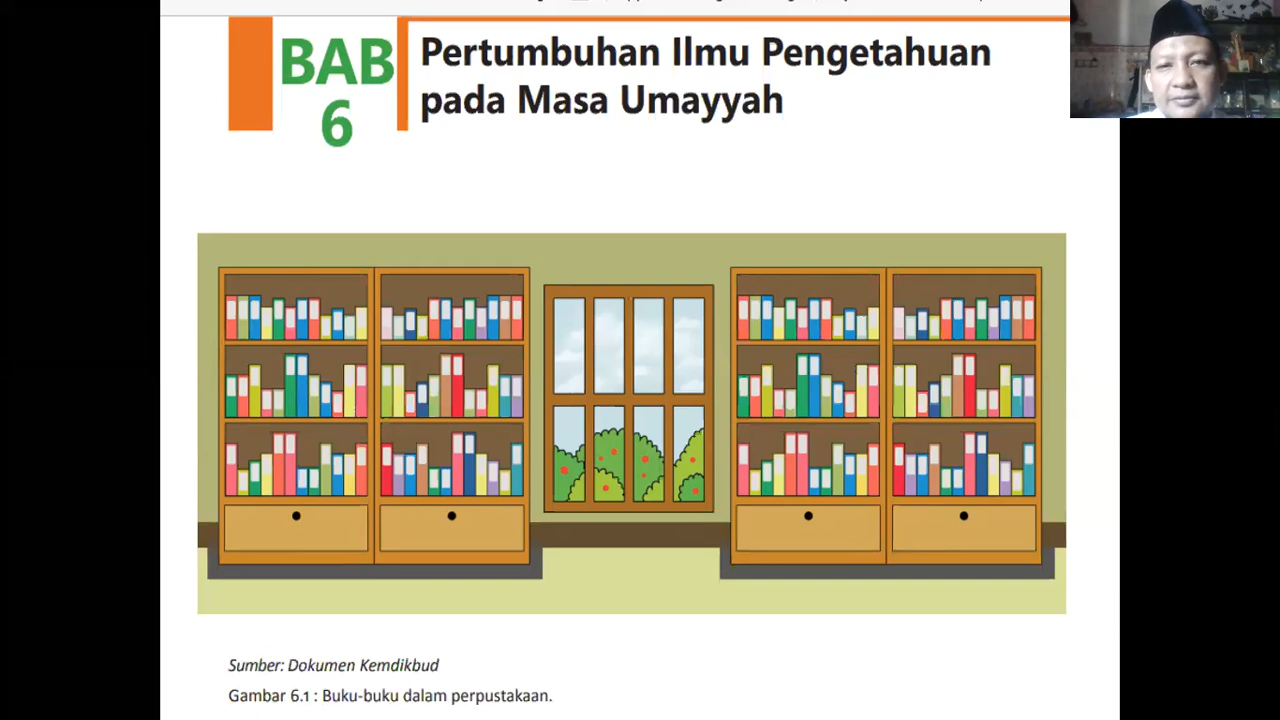 BAB
6
Pertumbuhan Ilmu Pengetahuan
pada Masa Umayyah
Sumber: Dokumen Kemdikbud
Gambar 6.1 : Buku-buku dalam perpustakaan.